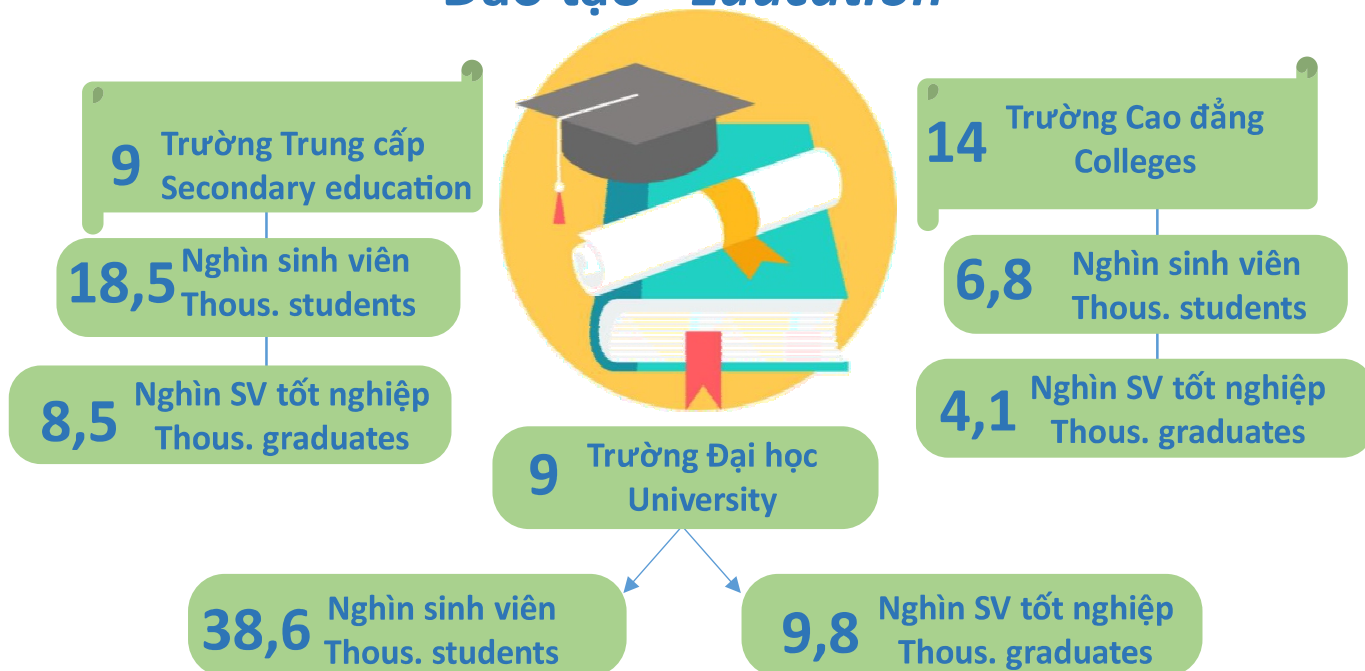 Đào tạo - Education
9
Trường Trung cấp
Secondary education
18,5
Nghìn sinh viên
Thous. students
8,5
Nghìn SV tốt nghiệp
Thous. graduates
14
Trường Cao đẳng
Colleges
6,8
Nghìn sinh viên
Thous. students
4,1
Nghìn SV tốt nghiệp
Thous. graduates
9
Trường Đại học
University
38,6
Nghìn sinh viên
Thous. students
9,8
Nghìn SV tốt nghiệp
Thous. graduates